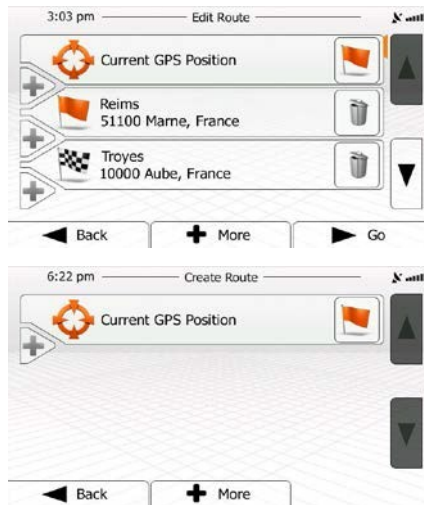 3:03 pm Edit Route
Current GPS Position
Reims
51100 Marne, France
Troyes
10000 Aube, France
Back More Go
6:22 pm Create Route
Current GPS Position
Back More